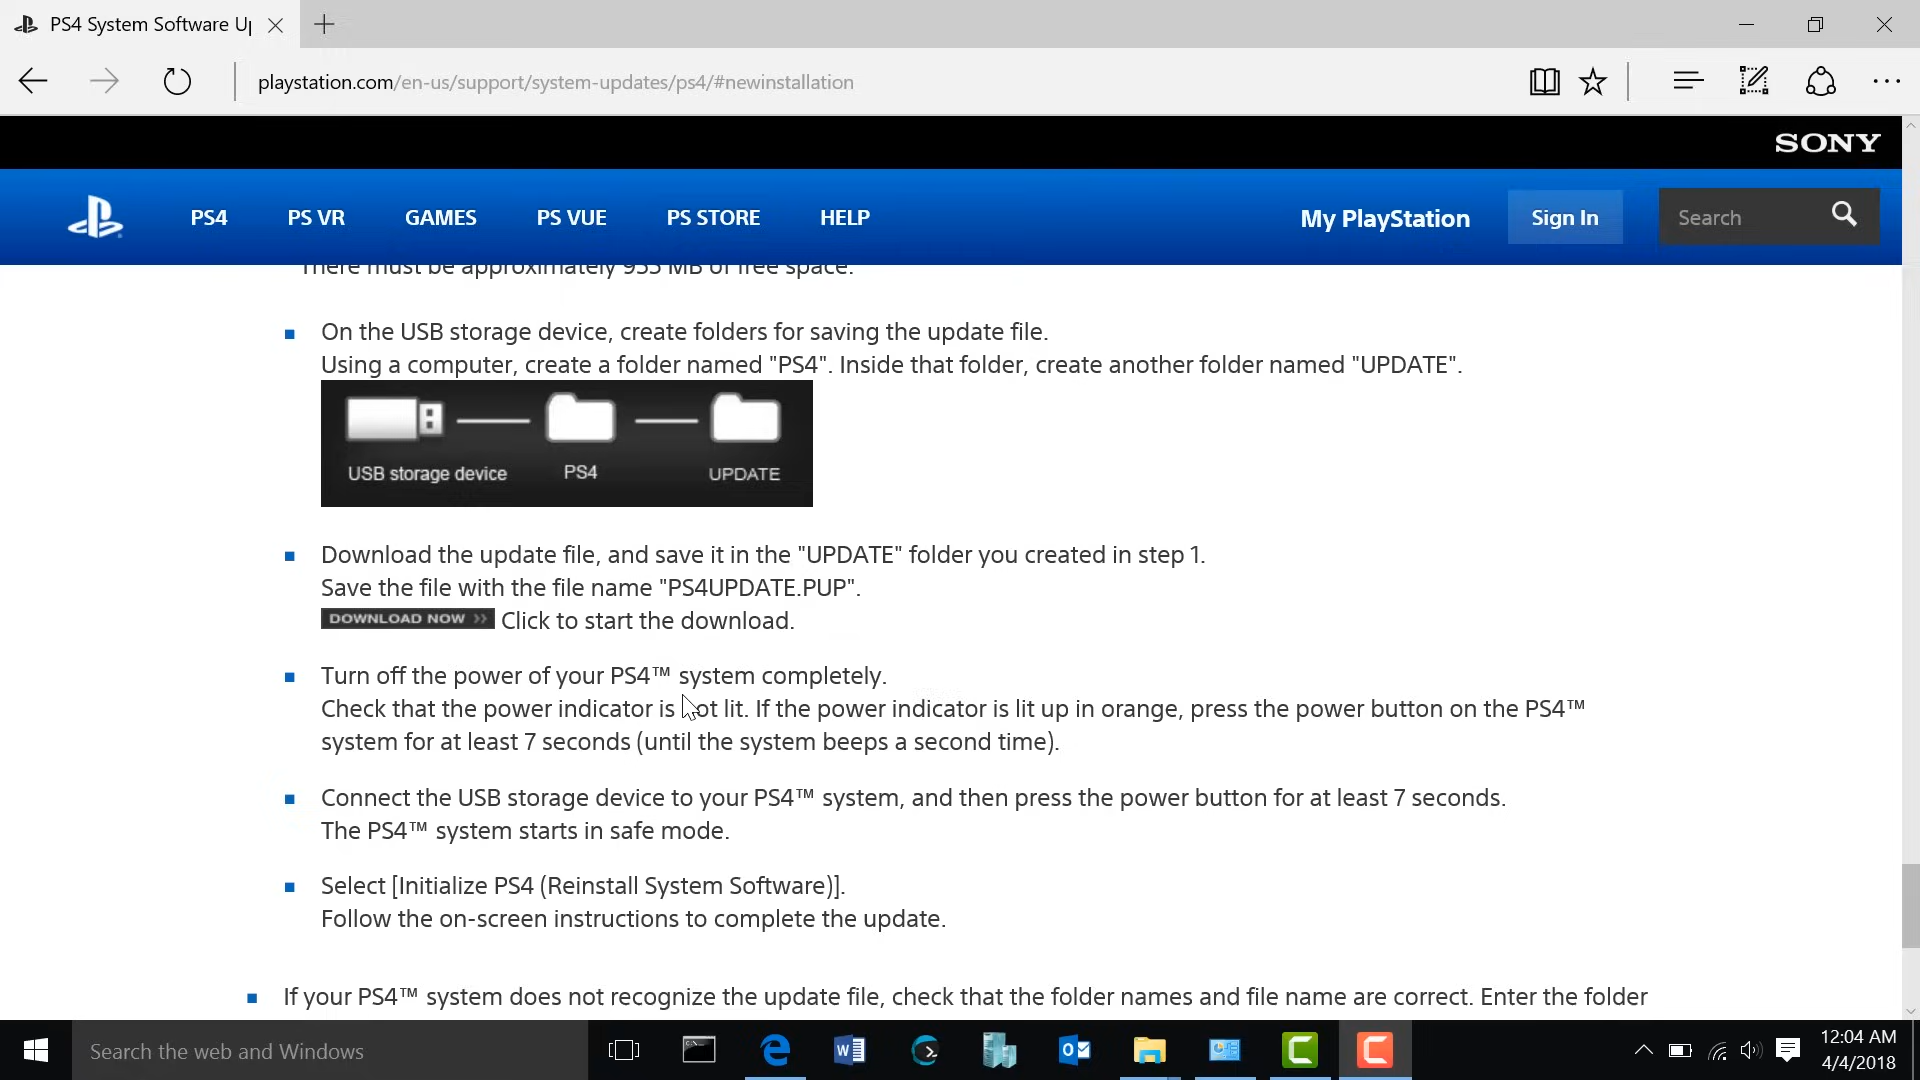 PS4 System Software Up
playstation.com/en-us/support/system-updates/ps4/#newinstallation
SONY
PS4 PS VR GAMES PS VUE PS STORE HELP My PlayStation Sign In Search
There must be approximately 955 MB of free space.
On the USB storage device, create folders for saving the update file.
Using a computer, create a folder named "PS4". Inside that folder, create another folder named "UPDATE".
USB storage device PS4 UPDATE
Download the update file, and save it in the "UPDATE" folder you created in step 1.
Save the file with the file name "PS4UPDATE.PUP".
DOWNLOAD NOW >> Click to start the download.
Turn off the power of your PS4™ system completely.
Check that the power indicator is not lit. If the power indicator is lit up in orange, press the power button on the PS4™
system for at least 7 seconds (until the system beeps a second time).
Connect the USB storage device to your PS4™ system, and then press the power button for at least 7 seconds.
The PS4™ system starts in safe mode.
Select [Initialize PS4 (Reinstall System Software)].
Follow the on-screen instructions to complete the update.
If your PS4™ system does not recognize the update file, check that the folder names and file name are correct. Enter the folder
Search the web and Windows
12:04 AM
4/4/2018